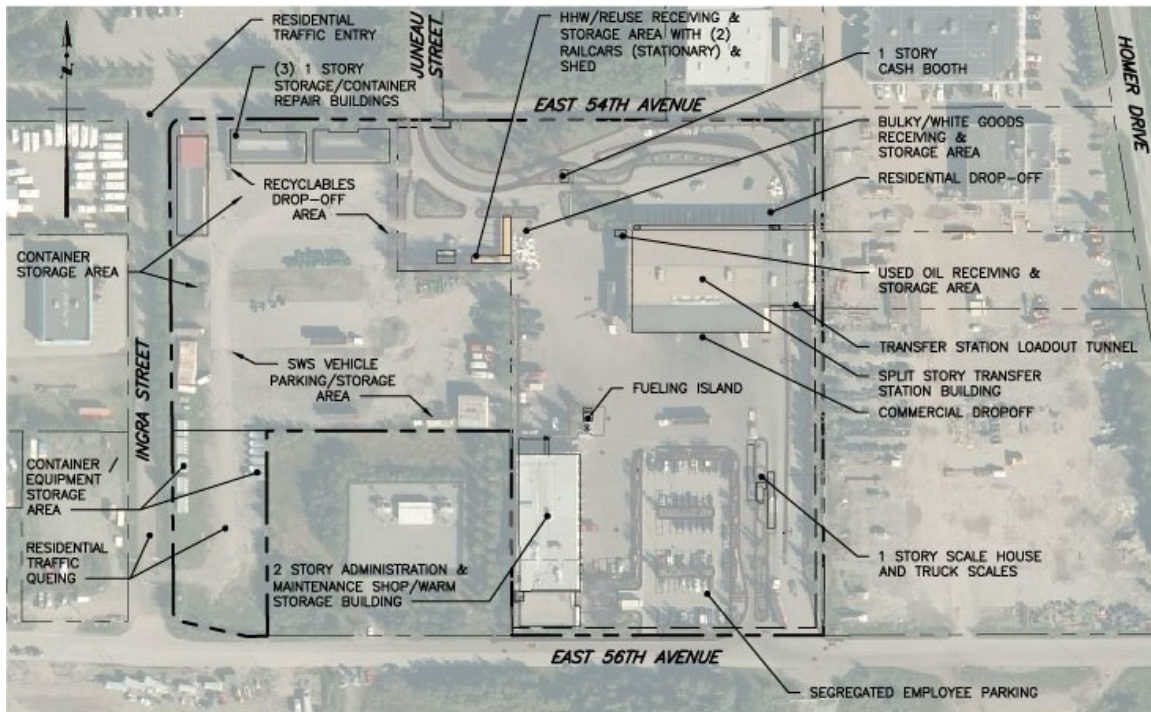 RESIDENTIAL
TRAFFIC ENTRY
(3) 1 STORY
STORAGE/CONTAINER
REPAIR BUILDINGS
JUNEAU
STREET
HHW/REUSE RECEIVING &
STORAGE AREA WITH (2)
RAILCARS (STATIONARY) &
SHED
1 STORY
CASH BOOTH
HOMER DRIVE
N
EAST 54TH AVENUE
BULKY/WHITE GOODS
RECEIVING &
STORAGE AREA
RESIDENTIAL DROP-OFF
RECYCLABLES
DROP-OFF
AREA
CONTAINER
STORAGE AREA
USED OIL RECEIVING &
STORAGE AREA
TRANSFER STATION LOADOUT TUNNEL
SWS VEHICLE
PARKING/STORAGE
AREA
FUELING ISLAND
SPLIT STORY TRANSFER
STATION BUILDING
COMMERCIAL DROPOFF
INGRA STREET
CONTAINER /
EQUIPMENT
STORAGE
AREA
RESIDENTIAL
TRAFFIC
QUEING
2 STORY ADMINISTRATION &
MAINTENANCE SHOP/WARM
STORAGE BUILDING
1 STORY SCALE HOUSE
AND TRUCK SCALES
EAST 56TH AVENUE
SEGREGATED EMPLOYEE PARKING